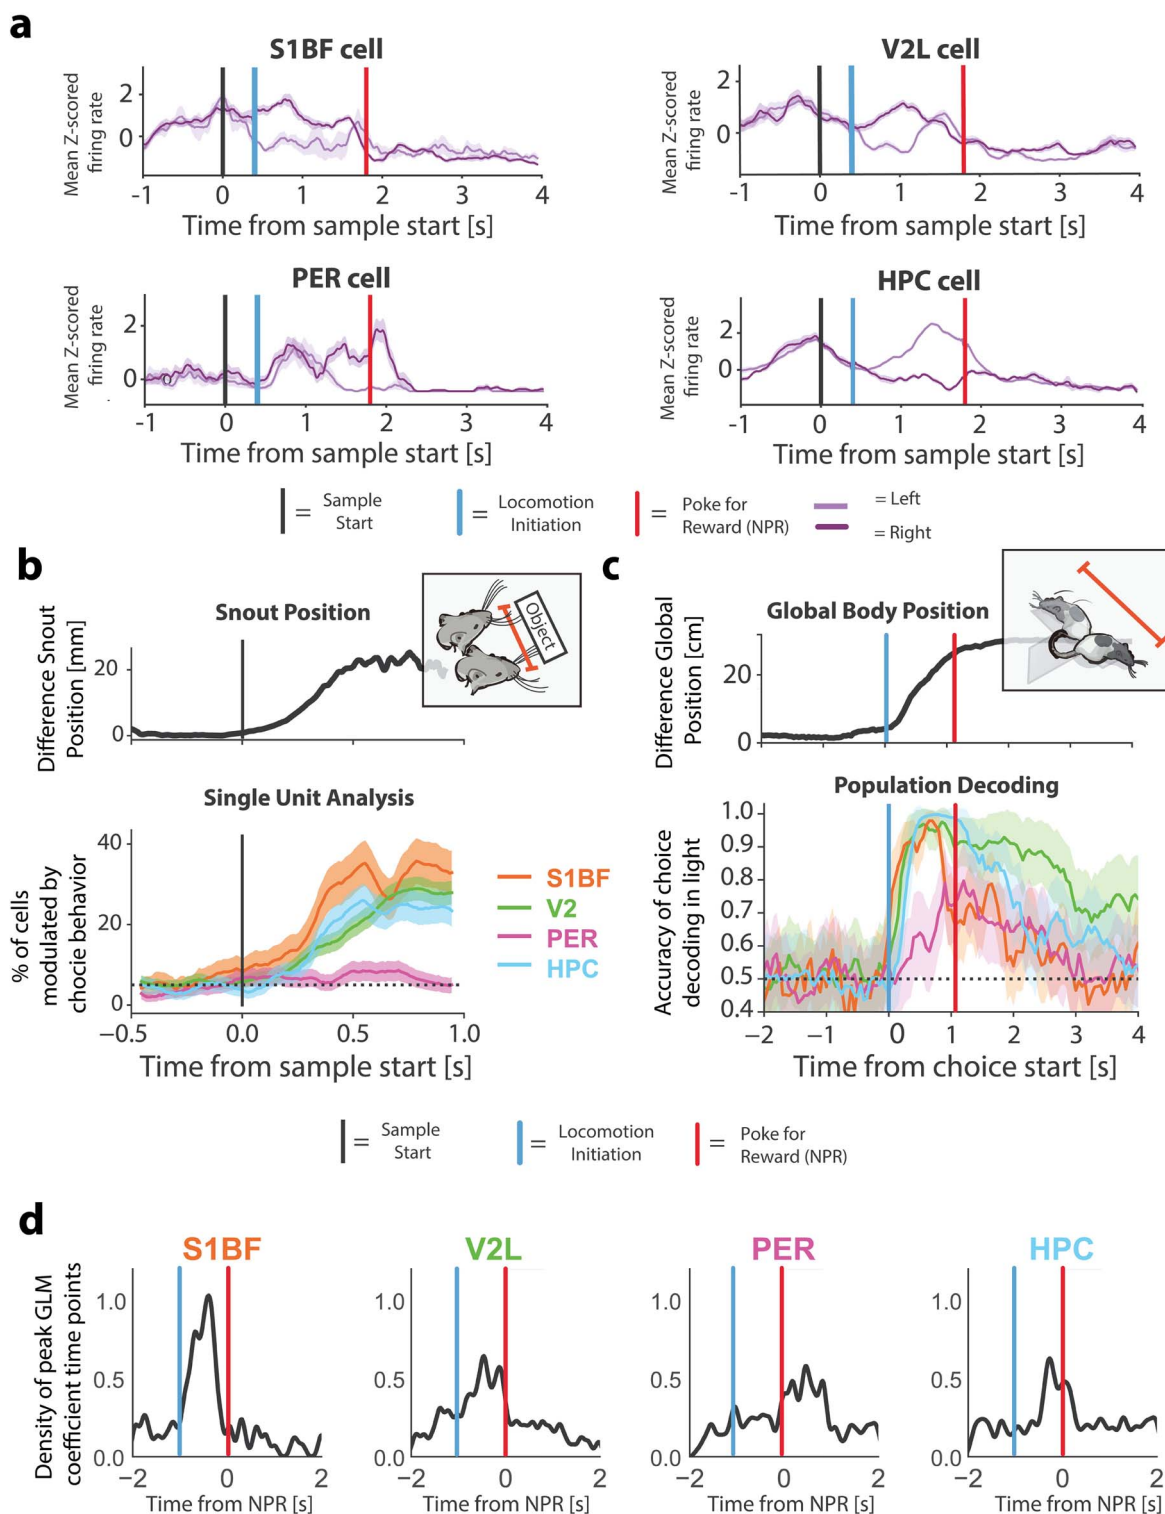 a
S1BF cell
Mean Z-scored
firing rate
2
0
-1 0 1 2 3 4
Time from sample start [s]
V2L cell
Mean Z-scored
firing rate
2
0
-1 0 1 2 3 4
Time from sample start [s]
PER cell
Mean Z-scored
firing rate
2
0
0
-1 0 1 2 3 4
Time from sample start [s]
HPC cell
Mean Z-scored
firing rate
2
0
-1 0 1 2 3 4
Time from sample start [s]
= Sample
Start
= Locomotion
Initiation
= Poke for
Reward (NPR)
= Left
= Right
b
Snout Position
Difference Snout
Position [mm]
20
0
Object
Single Unit Analysis
% of cells
modulated by
chocie behavior
40
20
0
−0.5 0.0 0.5 1.0
Time from sample start [s]
S1BF
V2
PER
HPC
c
Global Body Position
Difference Global
Position [cm]
20
0
Population Decoding
Accuracy of choice
decoding in light
1.0
0.9
0.8
0.7
0.6
0.5
0.4
−2 −1 0 1 2 3 4
Time from choice start [s]
= Sample
Start
= Locomotion
Initiation
= Poke for
Reward (NPR)
d
Density of peak GLM
coefficient time points
S1BF
1.0
0.5
0.0
−2 0 2
Time from NPR [s]
V2L
1.0
0.5
0.0
−2 0 2
Time from NPR [s]
PER
1.0
0.5
0.0
−2 0 2
Time from NPR [s]
HPC
1.0
0.5
0.0
−2 0 2
Time from NPR [s]